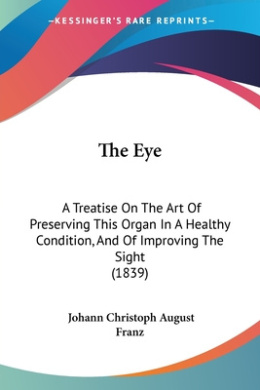 KESSINGER'S RARE REPRINTS
The Eye
A Treatise On The Art Of
Preserving This Organ In A Healthy
Condition, And Of Improving The
Sight
(1839)
Johann Christoph August
Franz